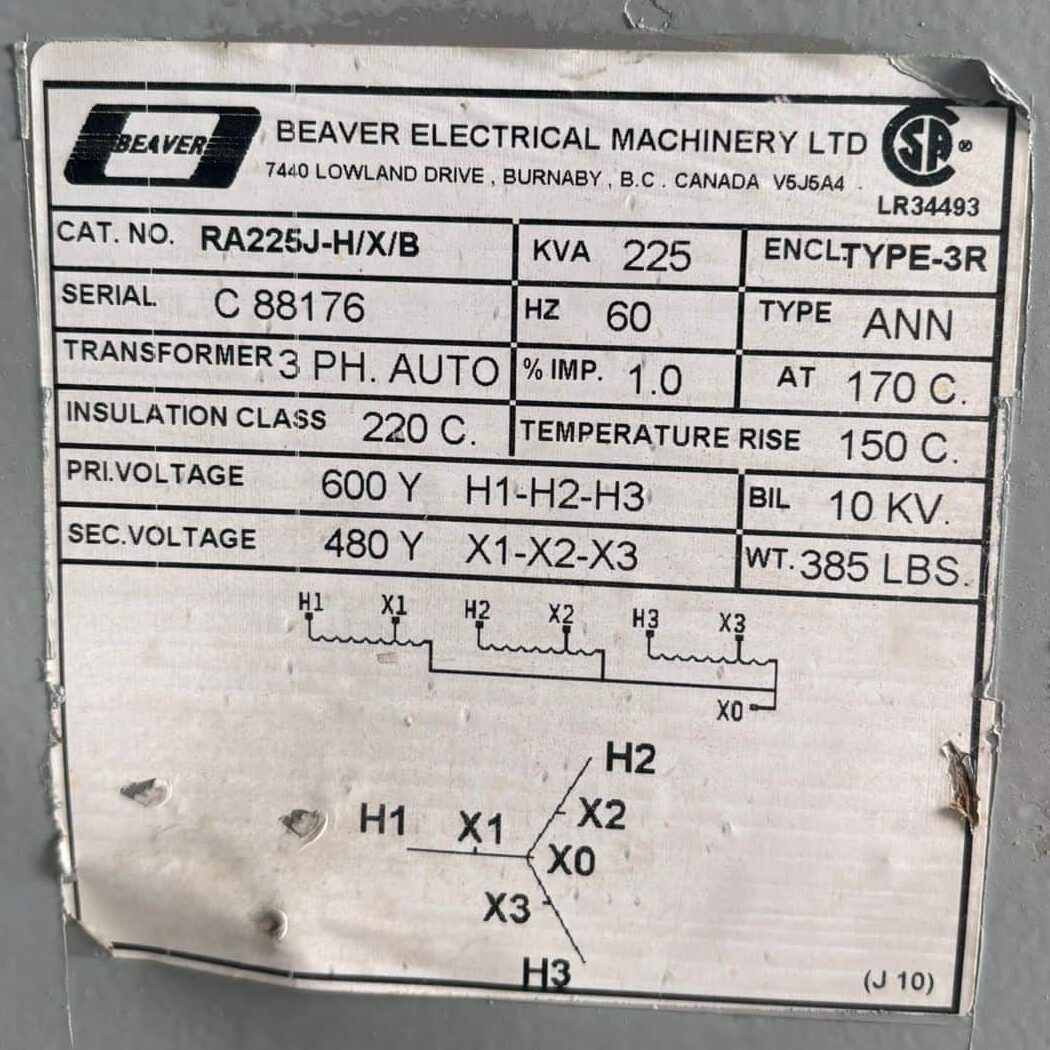 BEAVER
BEAVER ELECTRICAL MACHINERY LTD
7440 LOWLAND DRIVE, BURNABY, B.C. CANADA V5J5A4
LR34493
CAT. NO. RA225J-H/X/B KVA 225 ENCL. TYPE-3R
SERIAL C 88176 HZ 60 TYPE ANN
TRANSFORMER 3 PH. AUTO % IMP. 1.0 AT 170 C.
INSULATION CLASS 220 C. TEMPERATURE RISE 150 C.
PRI.VOLTAGE 600 Y H1-H2-H3 BIL 10 KV.
SEC.VOLTAGE 480 Y X1-X2-X3 WT. 385 LBS.
H1 X1 H2 X2 H3 X3
X0
H2
H1 X1 X2
X0
X3
H3
(J 10)